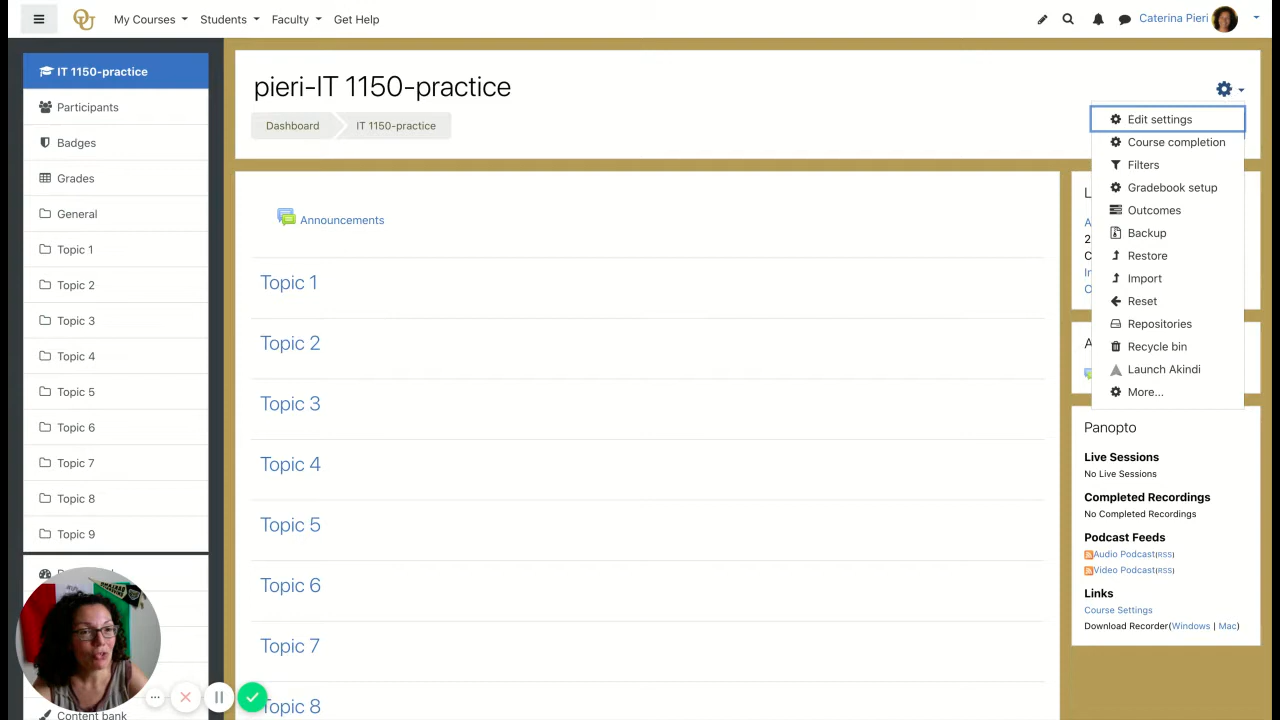 My Courses
Students
Faculty
Get Help
Caterina Pieri
IT 1150-practice
Participants
Badges
Grades
General
Topic 1
Topic 2
Topic 3
Topic 4
Topic 5
Topic 6
Topic 7
Topic 8
Topic 9
Content bank
pieri-IT 1150-practice
Dashboard
IT 1150-practice
Announcements
Topic 1
Topic 2
Topic 3
Topic 4
Topic 5
Topic 6
Topic 7
Topic 8
Edit settings
Course completion
Filters
Gradebook setup
Outcomes
Backup
Restore
Import
Reset
Repositories
Recycle bin
Launch Akindi
More...
Panopto
Live Sessions
No Live Sessions
Completed Recordings
No Completed Recordings
Podcast Feeds
Audio Podcast(RSS)
Video Podcast(RSS)
Links
Course Settings
Download Recorder(Windows | Mac)